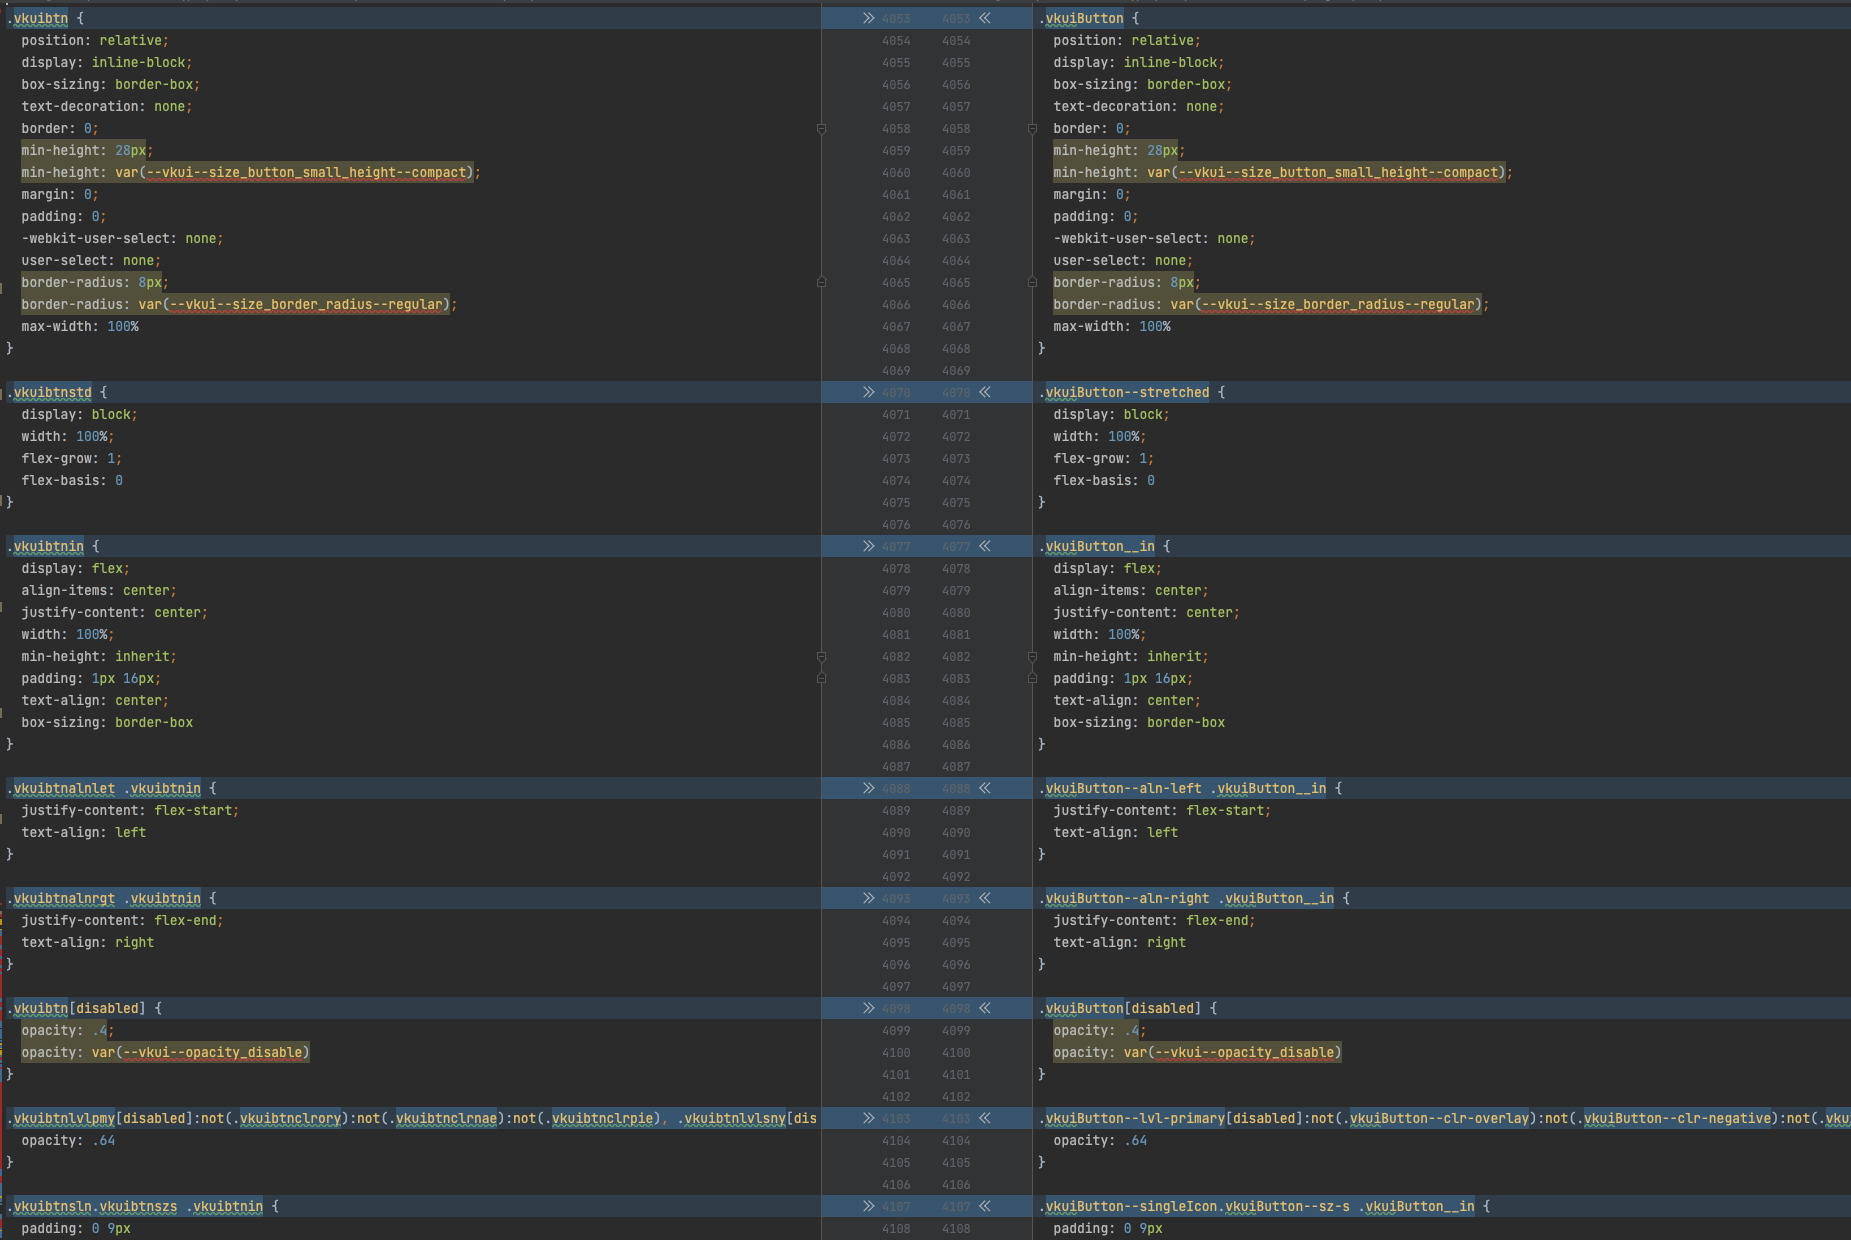 .vkuibtn {
position: relative;
display: inline-block;
box-sizing: border-box;
text-decoration: none;
border: 0;
min-height: 28px;
min-height: var(--vkui--size_button_small_height--compact);
margin: 0;
padding: 0;
-webkit-user-select: none;
user-select: none;
border-radius: 8px;
border-radius: var(--vkui--size_border_radius--regular);
max-width: 100%
}
.vkuibtnstd {
display: block;
width: 100%;
flex-grow: 1;
flex-basis: 0
}
.vkuibtnin {
display: flex;
align-items: center;
justify-content: center;
width: 100%;
min-height: inherit;
padding: 1px 16px;
text-align: center;
box-sizing: border-box
}
.vkuibtnalnlet .vkuibtnin {
justify-content: flex-start;
text-align: left
}
.vkuibtnalnrgt .vkuibtnin {
justify-content: flex-end;
text-align: right
}
.vkuibtn[disabled] {
opacity: .4;
opacity: var(--vkui--opacity_disable)
}
.vkuibtnlvlpmy[disabled]:not(.vkuibtnclrory):not(.vkuibtnclrnae):not(.vkuibtnclrpie), .vkuibtnlvlsny[dis
opacity: .64
}
.vkuibtnsln.vkuibtnszs .vkuibtnin {
padding: 0 9px
4053 4053
4054 4054
4055 4055
4056 4056
4057 4057
4058 4058
4059 4059
4060 4060
4061 4061
4062 4062
4063 4063
4064 4064
4065 4065
4066 4066
4067 4067
4068 4068
4069 4069
4070 4070
4071 4071
4072 4072
4073 4073
4074 4074
4075 4075
4076 4076
4077 4077
4078 4078
4079 4079
4080 4080
4081 4081
4082 4082
4083 4083
4084 4084
4085 4085
4086 4086
4087 4087
4088 4088
4089 4089
4090 4090
4091 4091
4092 4092
4093 4093
4094 4094
4095 4095
4096 4096
4097 4097
4098 4098
4099 4099
4100 4100
4101 4101
4102 4102
4103 4103
4104 4104
4105 4105
4106 4106
4107 4107
4108 4108
.vkuiButton {
position: relative;
display: inline-block;
box-sizing: border-box;
text-decoration: none;
border: 0;
min-height: 28px;
min-height: var(--vkui--size_button_small_height--compact);
margin: 0;
padding: 0;
-webkit-user-select: none;
user-select: none;
border-radius: 8px;
border-radius: var(--vkui--size_border_radius--regular);
max-width: 100%
}
.vkuiButton--stretched {
display: block;
width: 100%;
flex-grow: 1;
flex-basis: 0
}
.vkuiButton__in {
display: flex;
align-items: center;
justify-content: center;
width: 100%;
min-height: inherit;
padding: 1px 16px;
text-align: center;
box-sizing: border-box
}
.vkuiButton--aln-left .vkuiButton__in {
justify-content: flex-start;
text-align: left
}
.vkuiButton--aln-right .vkuiButton__in {
justify-content: flex-end;
text-align: right
}
.vkuiButton[disabled] {
opacity: .4;
opacity: var(--vkui--opacity_disable)
}
.vkuiButton--lvl-primary[disabled]:not(.vkuiButton--clr-overlay):not(.vkuiButton--clr-negative):not(.vku
opacity: .64
}
.vkuiButton--singleIcon.vkuiButton--sz-s .vkuiButton__in {
padding: 0 9px